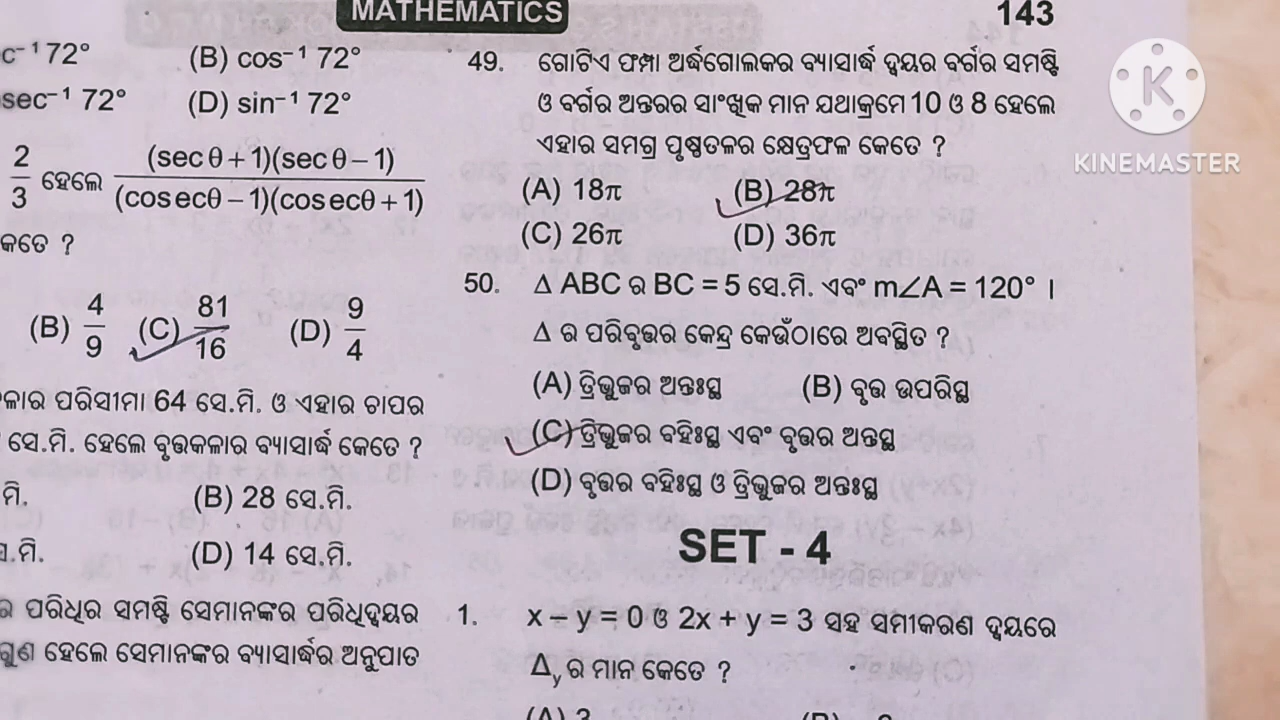 MATHEMATICS
143
c⁻¹ 72° (B) cos⁻¹ 72°
sec⁻¹ 72° (D) sin⁻¹ 72°
2/3 ହେଲେ (sec θ + 1)(sec θ − 1)/(cosecθ − 1)(cosecθ + 1)
କେତେ ?
(B) 4/9 (C) 81/16 (D) 9/4
ପରିସୀମା 64 ସେ.ମି. ଓ ଏହାର ଚାପର
ସେ.ମି. ହେଲେ ବୃତ୍ତକଳାର ବ୍ୟାସାର୍ଦ୍ଧ କେତେ ?
ମି. (B) 28 ସେ.ମି.
ମି. (D) 14 ସେ.ମି.
ପରିଧିର ସମଷ୍ଟି ସେମାନଙ୍କର ପରିଧିଦ୍ୱୟର
ଗୁଣ ହେଲେ ସେମାନଙ୍କର ବ୍ୟାସାର୍ଦ୍ଧର ଅନୁପାତ
49. ଗୋଟିଏ ଫମ୍ପା ଅର୍ଦ୍ଧଗୋଲକର ବ୍ୟାସାର୍ଦ୍ଧ ଦ୍ୱୟର ବର୍ଗର ସମଷ୍ଟି
ଓ ବର୍ଗର ଅନ୍ତରର ସାଂଖ୍ୟିକ ମାନ ଯଥାକ୍ରମେ 10 ଓ 8 ହେଲେ
ଏହାର ସମଗ୍ର ପୃଷ୍ଠତଳର କ୍ଷେତ୍ରଫଳ କେତେ ?
(A) 18π (B) 28π
(C) 26π (D) 36π
50. Δ ABC ର BC = 5 ସେ.ମି. ଏବଂ m∠A = 120° ।
Δ ର ପରିବୃତ୍ତର କେନ୍ଦ୍ର କେଉଁଠାରେ ଅବସ୍ଥିତ ?
(A) ତ୍ରିଭୁଜର ଅନ୍ତଃସ୍ଥ (B) ବୃତ୍ତ ଉପରିସ୍ଥ
(C) ତ୍ରିଭୁଜର ବହିଃସ୍ଥ ଏବଂ ବୃତ୍ତର ଅନ୍ତସ୍ଥ
(D) ବୃତ୍ତର ବହିଃସ୍ଥ ଓ ତ୍ରିଭୁଜର ଅନ୍ତଃସ୍ଥ
SET - 4
1. x − y = 0 ଓ 2x + y = 3 ସହ ସମୀକରଣ ଦ୍ୱୟରେ
Δy ର ମାନ କେତେ ?
(A) 3
K
KINEMASTER